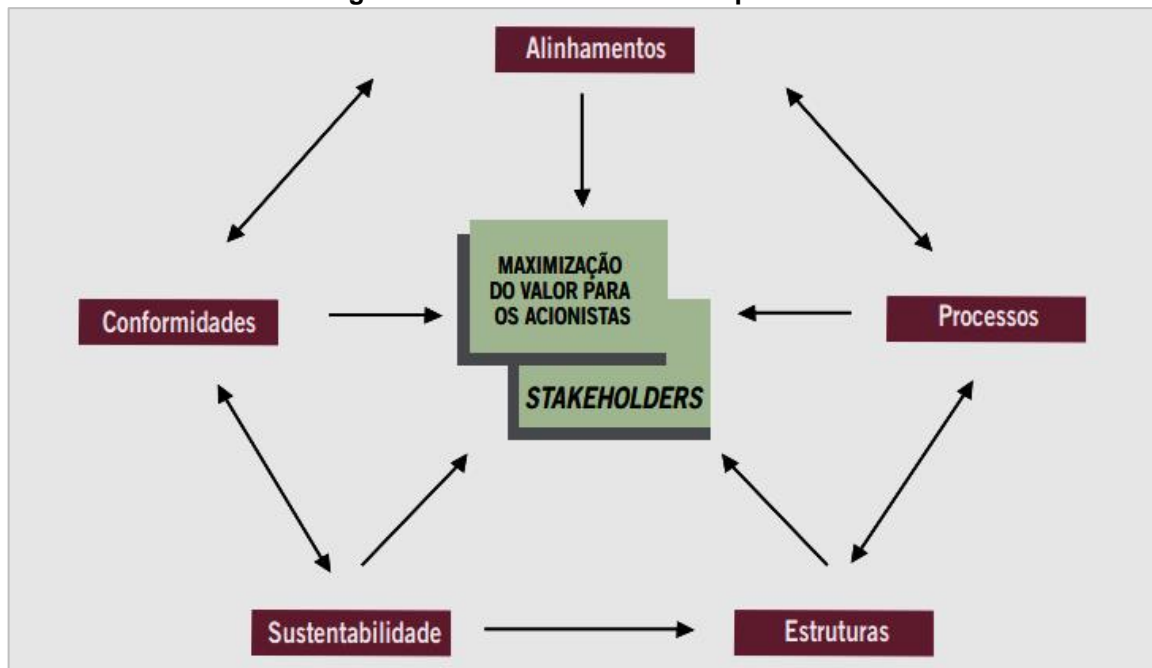 Alinhamentos
MAXIMIZAÇÃO
DO VALOR PARA
OS ACIONISTAS
Conformidades
Processos
STAKEHOLDERS
Sustentabilidade
Estruturas